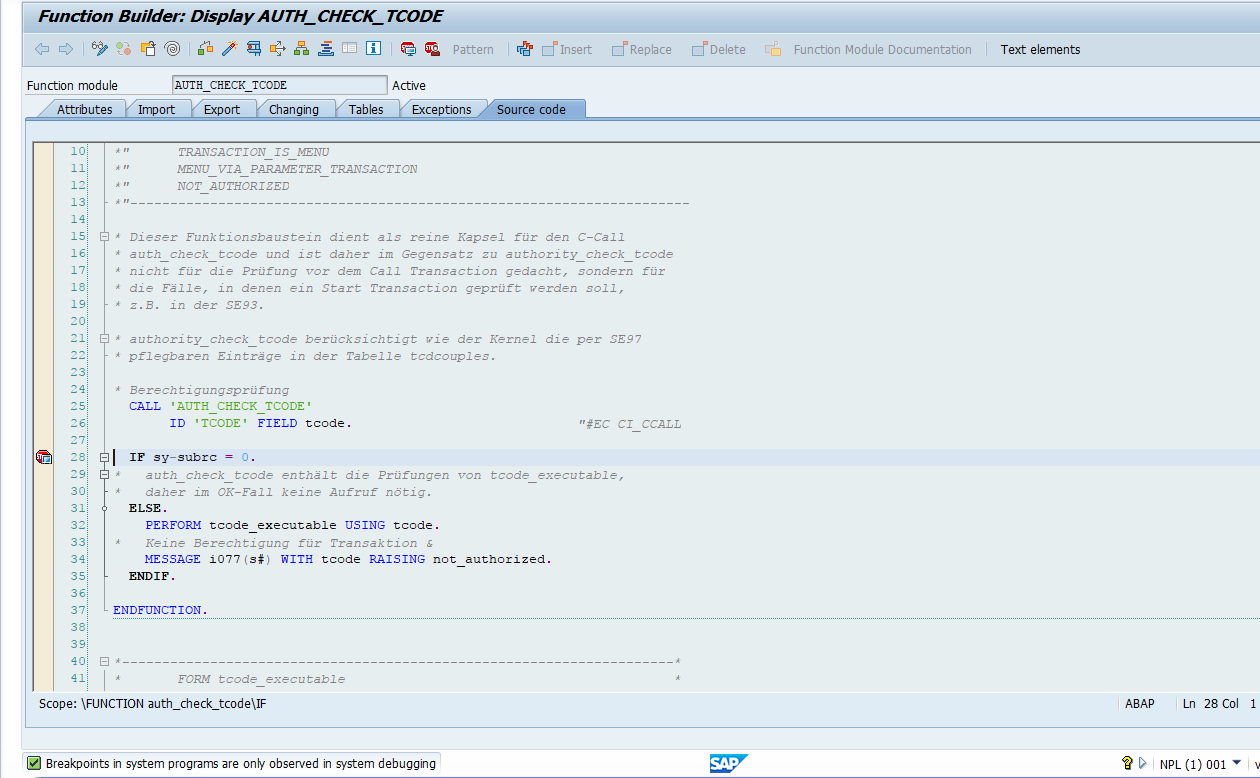 Function Builder: Display AUTH_CHECK_TCODE
Pattern Insert Replace Delete Function Module Documentation Text elements
Function module AUTH_CHECK_TCODE Active
Attributes Import Export Changing Tables Exceptions Source code
10 *" TRANSACTION_IS_MENU
11 *" MENU_VIA_PARAMETER_TRANSACTION
12 *" NOT_AUTHORIZED
13 *"----------------------------------------------------------------------
14
15 * Dieser Funktionsbaustein dient als reine Kapsel für den C-Call
16 * auth_check_tcode und ist daher im Gegensatz zu authority_check_tcode
17 * nicht für die Prüfung vor dem Call Transaction gedacht, sondern für
18 * die Fälle, in denen ein Start Transaction geprüft werden soll,
19 * z.B. in der SE93.
20
21 * authority_check_tcode berücksichtigt wie der Kernel die per SE97
22 * pflegbaren Einträge in der Tabelle tcdcouples.
23
24 * Berechtigungsprüfung
25 CALL 'AUTH_CHECK_TCODE'
26 ID 'TCODE' FIELD tcode. "#EC CI_CCALL
27
28 IF sy-subrc = 0.
29 * auth_check_tcode enthält die Prüfungen von tcode_executable,
30 * daher im OK-Fall keine Aufruf nötig.
31 ELSE.
32 PERFORM tcode_executable USING tcode.
33 * Keine Berechtigung für Transaktion &
34 MESSAGE i077(s#) WITH tcode RAISING not_authorized.
35 ENDIF.
36
37 ENDFUNCTION.
38
39
40 *---------------------------------------------------------------------*
41 * FORM tcode_executable *
Scope: \FUNCTION auth_check_tcode\IF ABAP Ln 28 Col 1
Breakpoints in system programs are only observed in system debugging SAP NPL (1) 001